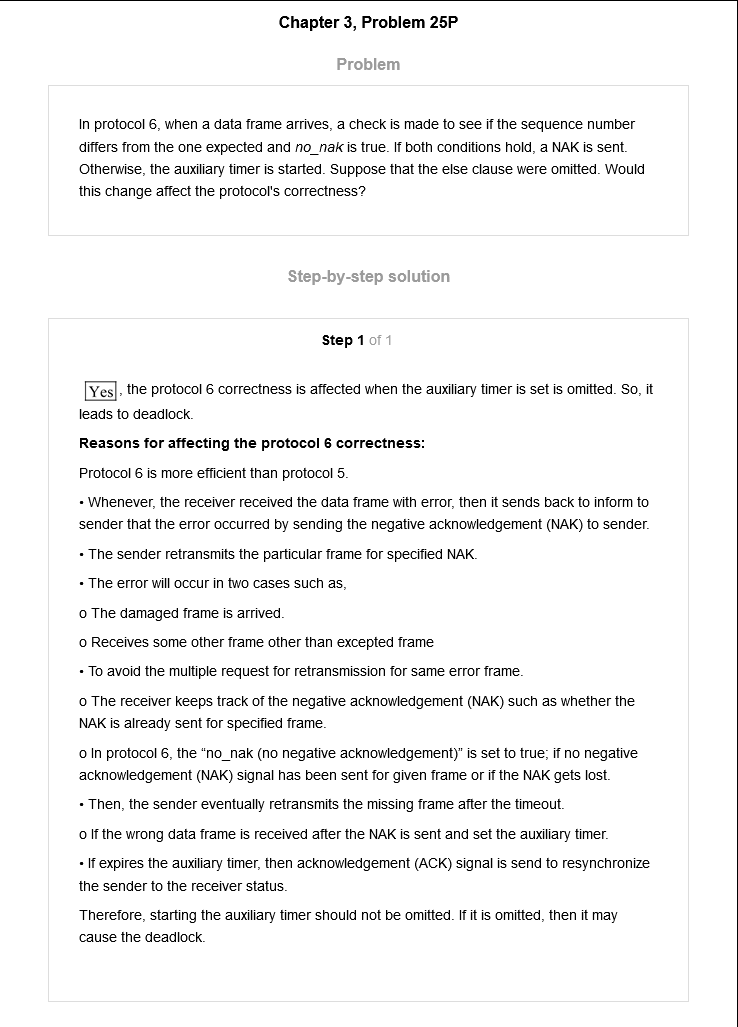 Chapter 3, Problem 25P
Problem
In protocol 6, when a data frame arrives, a check is made to see if the sequence number
differs from the one expected and no_nak is true. If both conditions hold, a NAK is sent.
Otherwise, the auxiliary timer is started. Suppose that the else clause were omitted. Would
this change affect the protocol's correctness?
Step-by-step solution
Step 1 of 1
Yes, the protocol 6 correctness is affected when the auxiliary timer is set is omitted. So, it
leads to deadlock.
Reasons for affecting the protocol 6 correctness:
Protocol 6 is more efficient than protocol 5.
• Whenever, the receiver received the data frame with error, then it sends back to inform to
sender that the error occurred by sending the negative acknowledgement (NAK) to sender.
• The sender retransmits the particular frame for specified NAK.
• The error will occur in two cases such as,
o The damaged frame is arrived.
o Receives some other frame other than excepted frame
• To avoid the multiple request for retransmission for same error frame.
o The receiver keeps track of the negative acknowledgement (NAK) such as whether the
NAK is already sent for specified frame.
o In protocol 6, the “no_nak (no negative acknowledgement)” is set to true; if no negative
acknowledgement (NAK) signal has been sent for given frame or if the NAK gets lost.
• Then, the sender eventually retransmits the missing frame after the timeout.
o If the wrong data frame is received after the NAK is sent and set the auxiliary timer.
• If expires the auxiliary timer, then acknowledgement (ACK) signal is send to resynchronize
the sender to the receiver status.
Therefore, starting the auxiliary timer should not be omitted. If it is omitted, then it may
cause the deadlock.